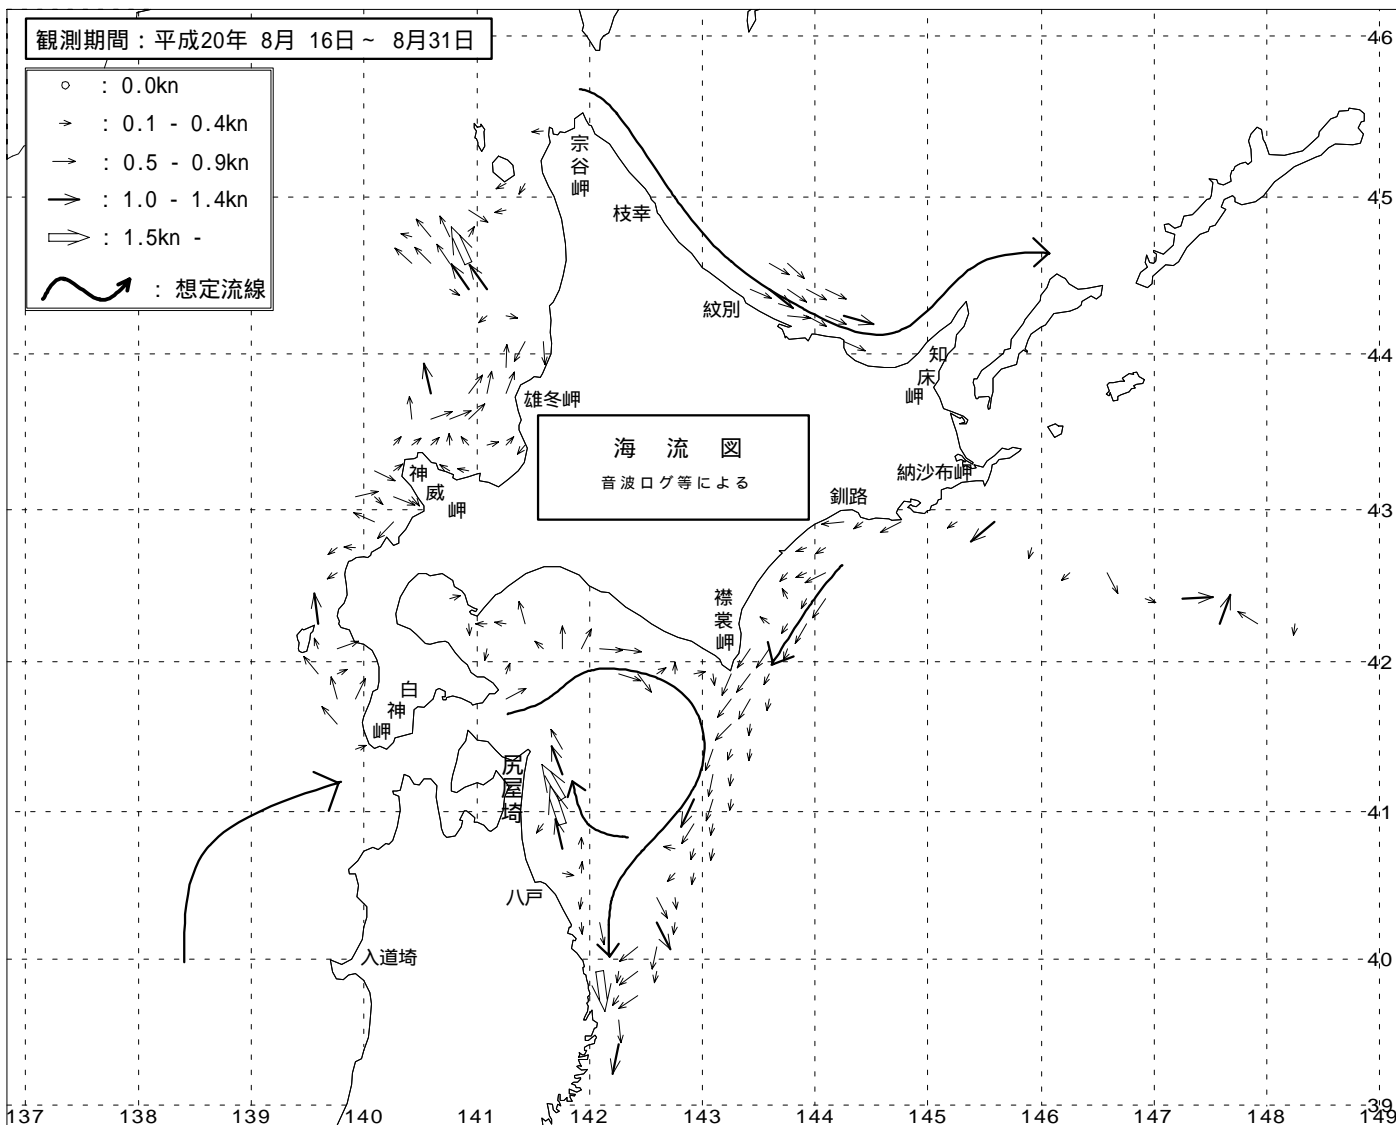 観測期間：平成20年 8月 16日～ 8月31日
：0.0kn
：0.1 - 0.4kn
：0.5 - 0.9kn
：1.0 - 1.4kn
：1.5kn -
：想定流線
宗谷岬
枝幸
紋別
知床岬
雄冬岬
海流図
音波ログ等による
納沙布岬
釧路
神威岬
襟裳岬
白神岬
尻屋埼
八戸
入道埼
46
45
44
43
42
41
40
39
137 138 139 140 141 142 143 144 145 146 147 148 149